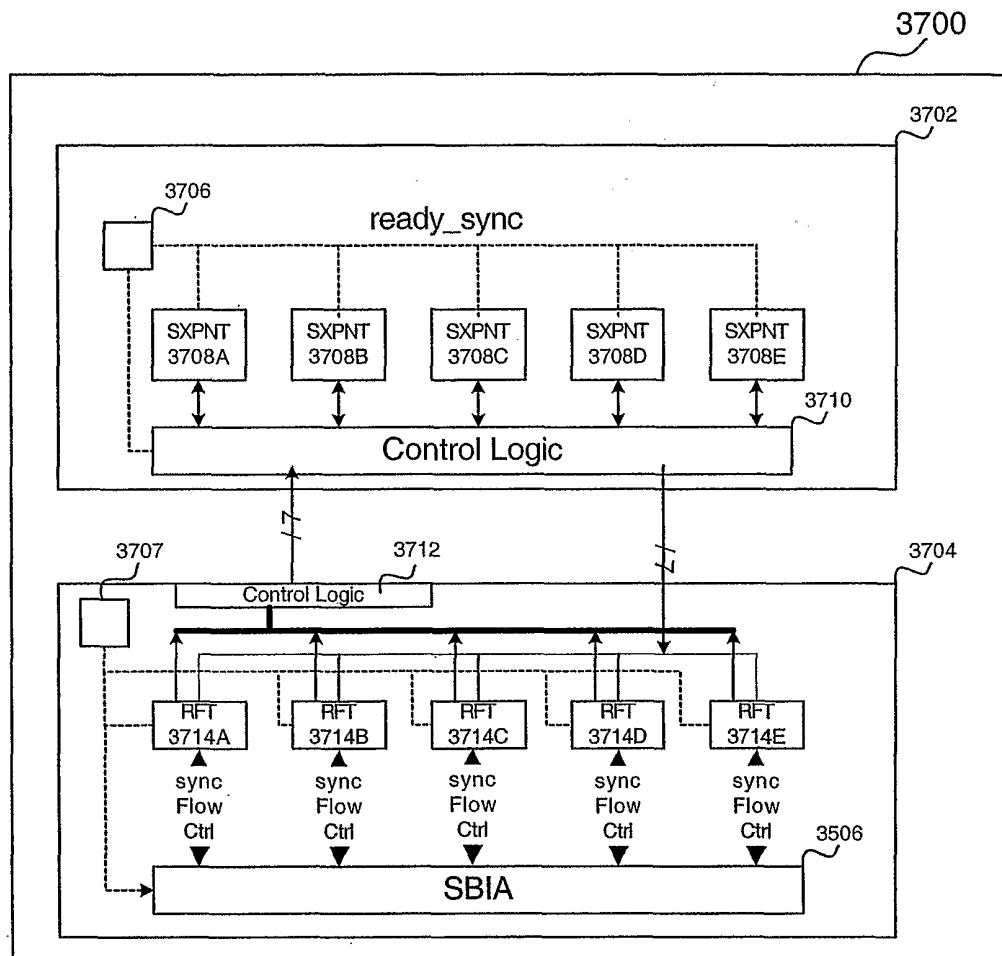 3700
3702
3706
ready_sync
SXPNT
3708A
SXPNT
3708B
SXPNT
3708C
SXPNT
3708D
SXPNT
3708E
3710
Control Logic
17
17
3707
3712
3704
Control Logic
RFT
3714A
RFT
3714B
RFT
3714C
RFT
3714D
RFT
3714E
sync
Flow
Ctrl
sync
Flow
Ctrl
sync
Flow
Ctrl
sync
Flow
Ctrl
sync
Flow
Ctrl
3506
SBIA